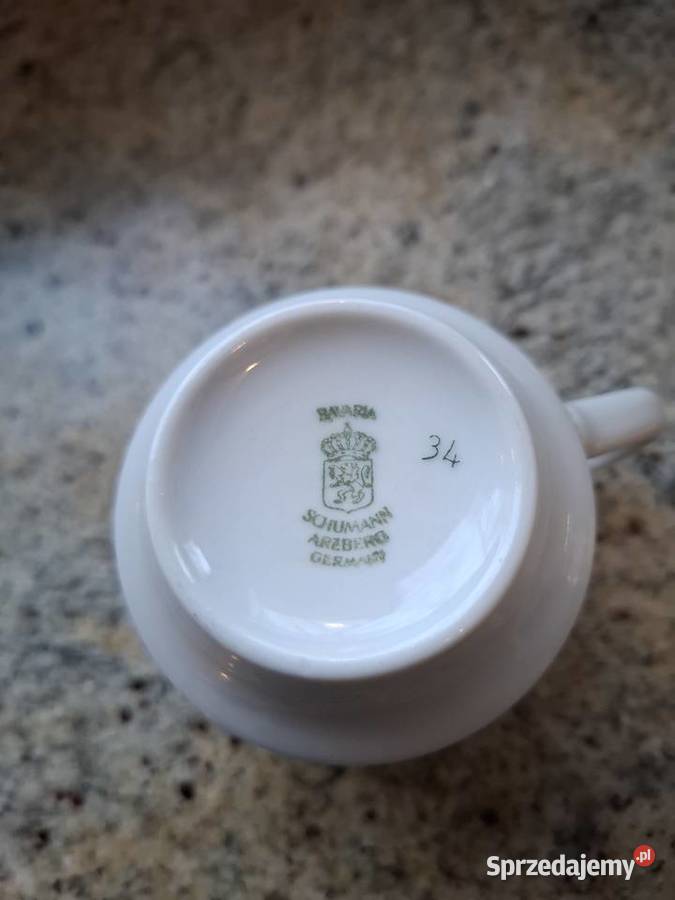 BAVARIA
34
SCHUMANN
ARZBERG
GERMANY
Sprzedajemy.pl